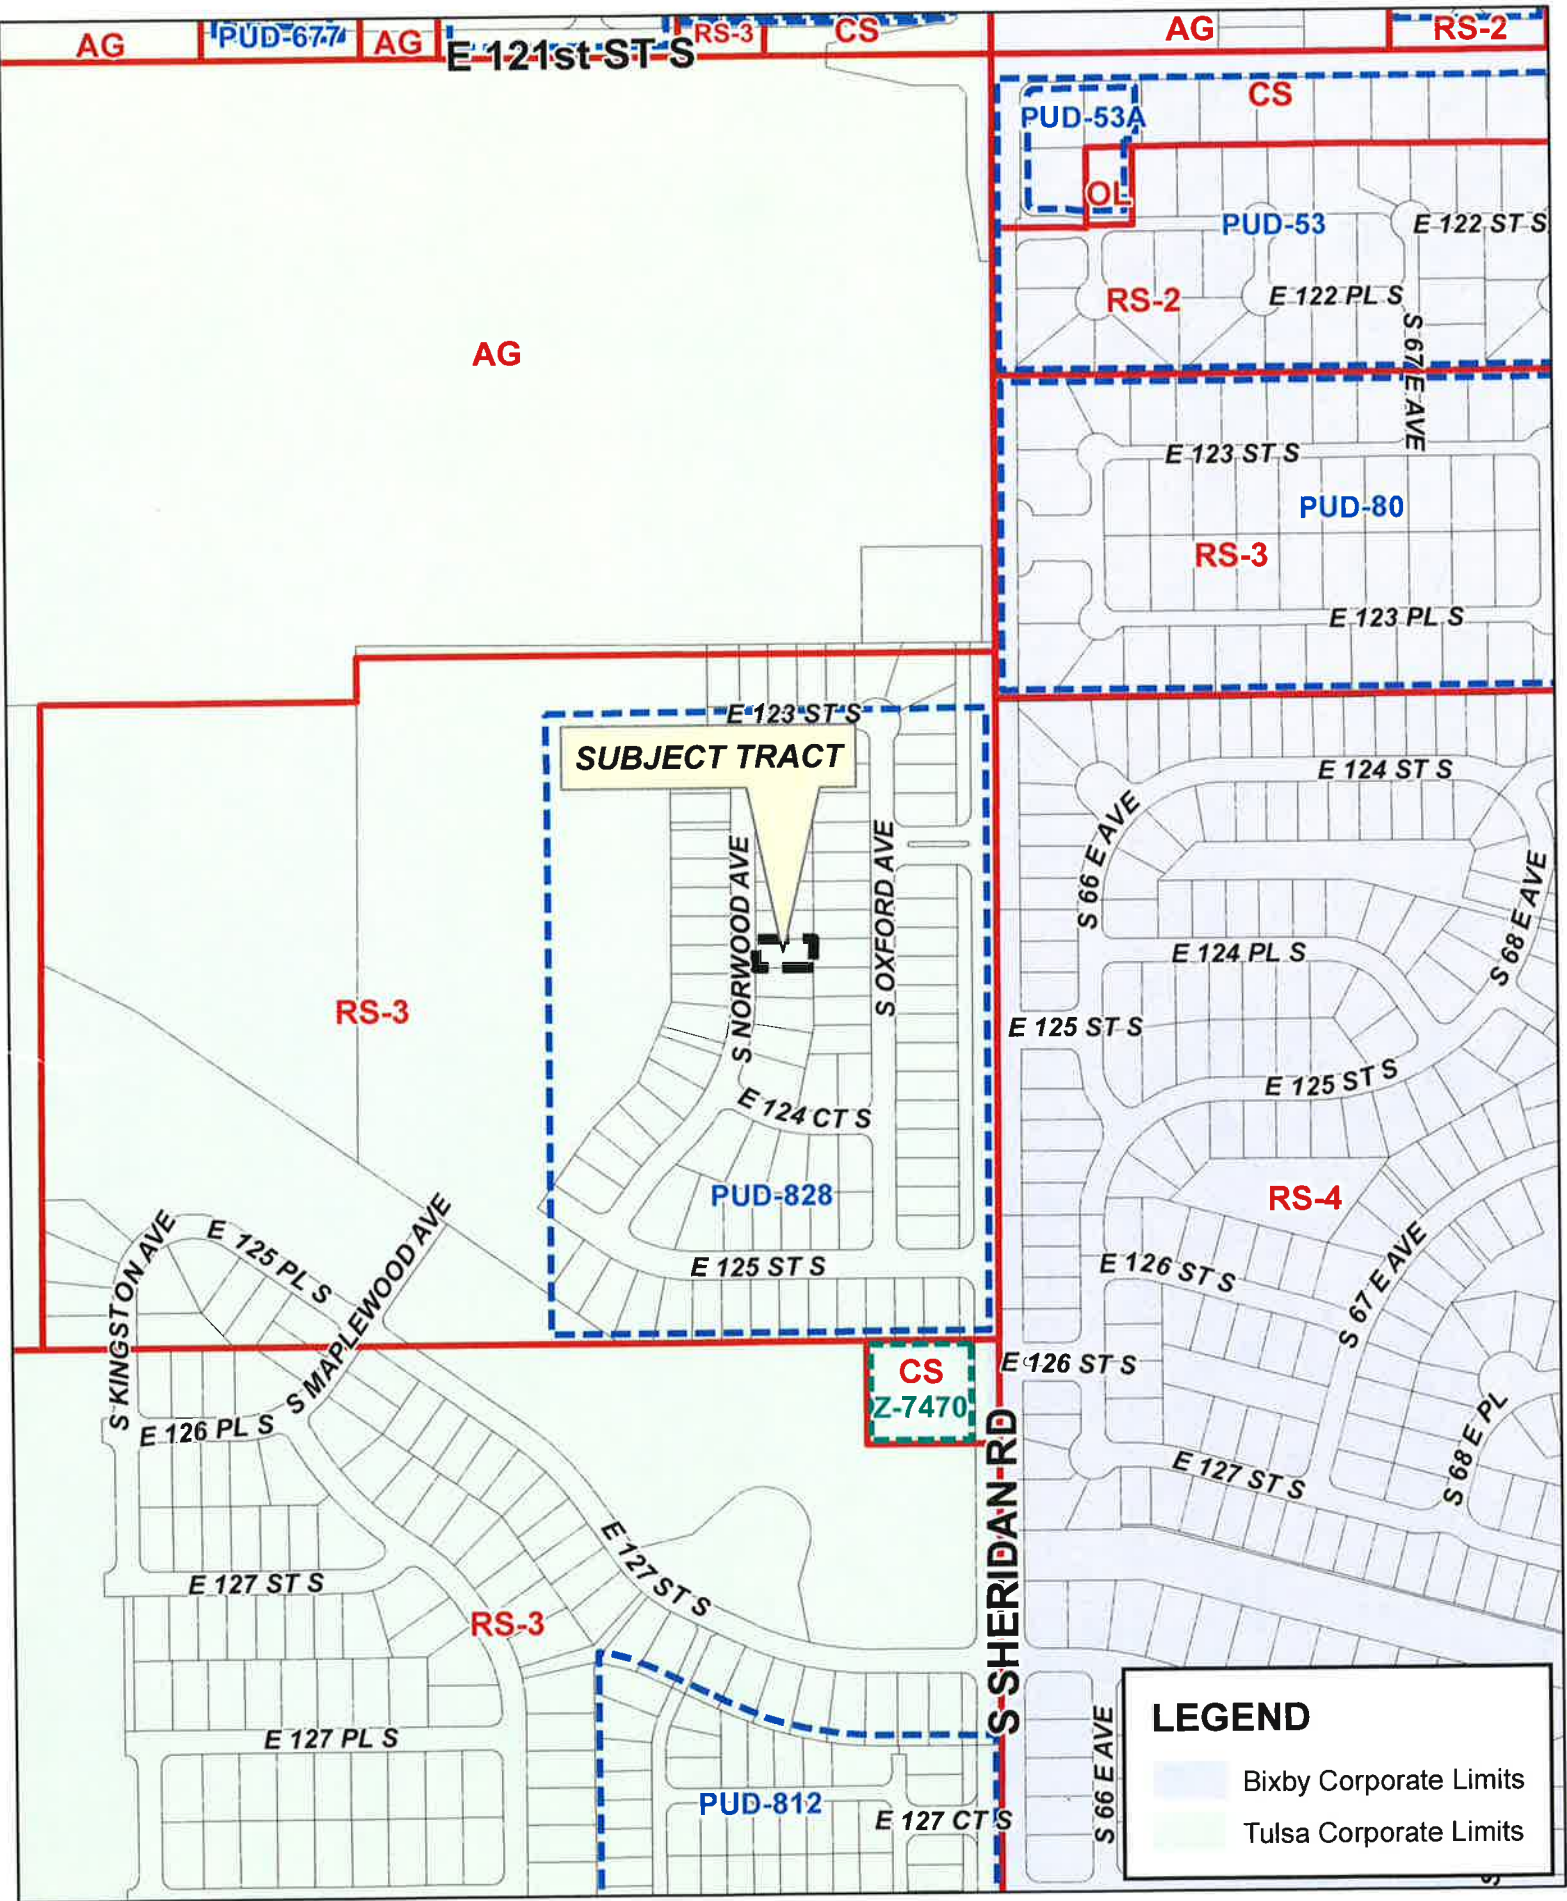 AG
PUD-677
AG
RS-3
CS
AG
RS-2
E 121st ST S
CS
PUD-53A
OL
PUD-53
E 122 ST S
RS-2
E 122 PL S
S 67 E AVE
AG
E 123 ST S
PUD-80
RS-3
E 123 PL S
E 123 ST S
SUBJECT TRACT
E 124 ST S
S 66 E AVE
S NORWOOD AVE
S OXFORD AVE
S 68 E AVE
E 124 PL S
RS-3
E 125 ST S
E 125 ST S
E 124 CT S
PUD-828
RS-4
S KINGSTON AVE
E 125 PL S
S MAPLEWOOD AVE
E 125 ST S
E 126 ST S
S 67 E AVE
CS
Z-7470
E 126 ST S
E 126 PL S
S SHERIDAN RD
E 127 ST S
S 68 E PL
E 127 ST S
E 127 ST S
RS-3
E 127 PL S
PUD-812
E 127 CT S
S 66 E AVE
LEGEND
Bixby Corporate Limits
Tulsa Corporate Limits